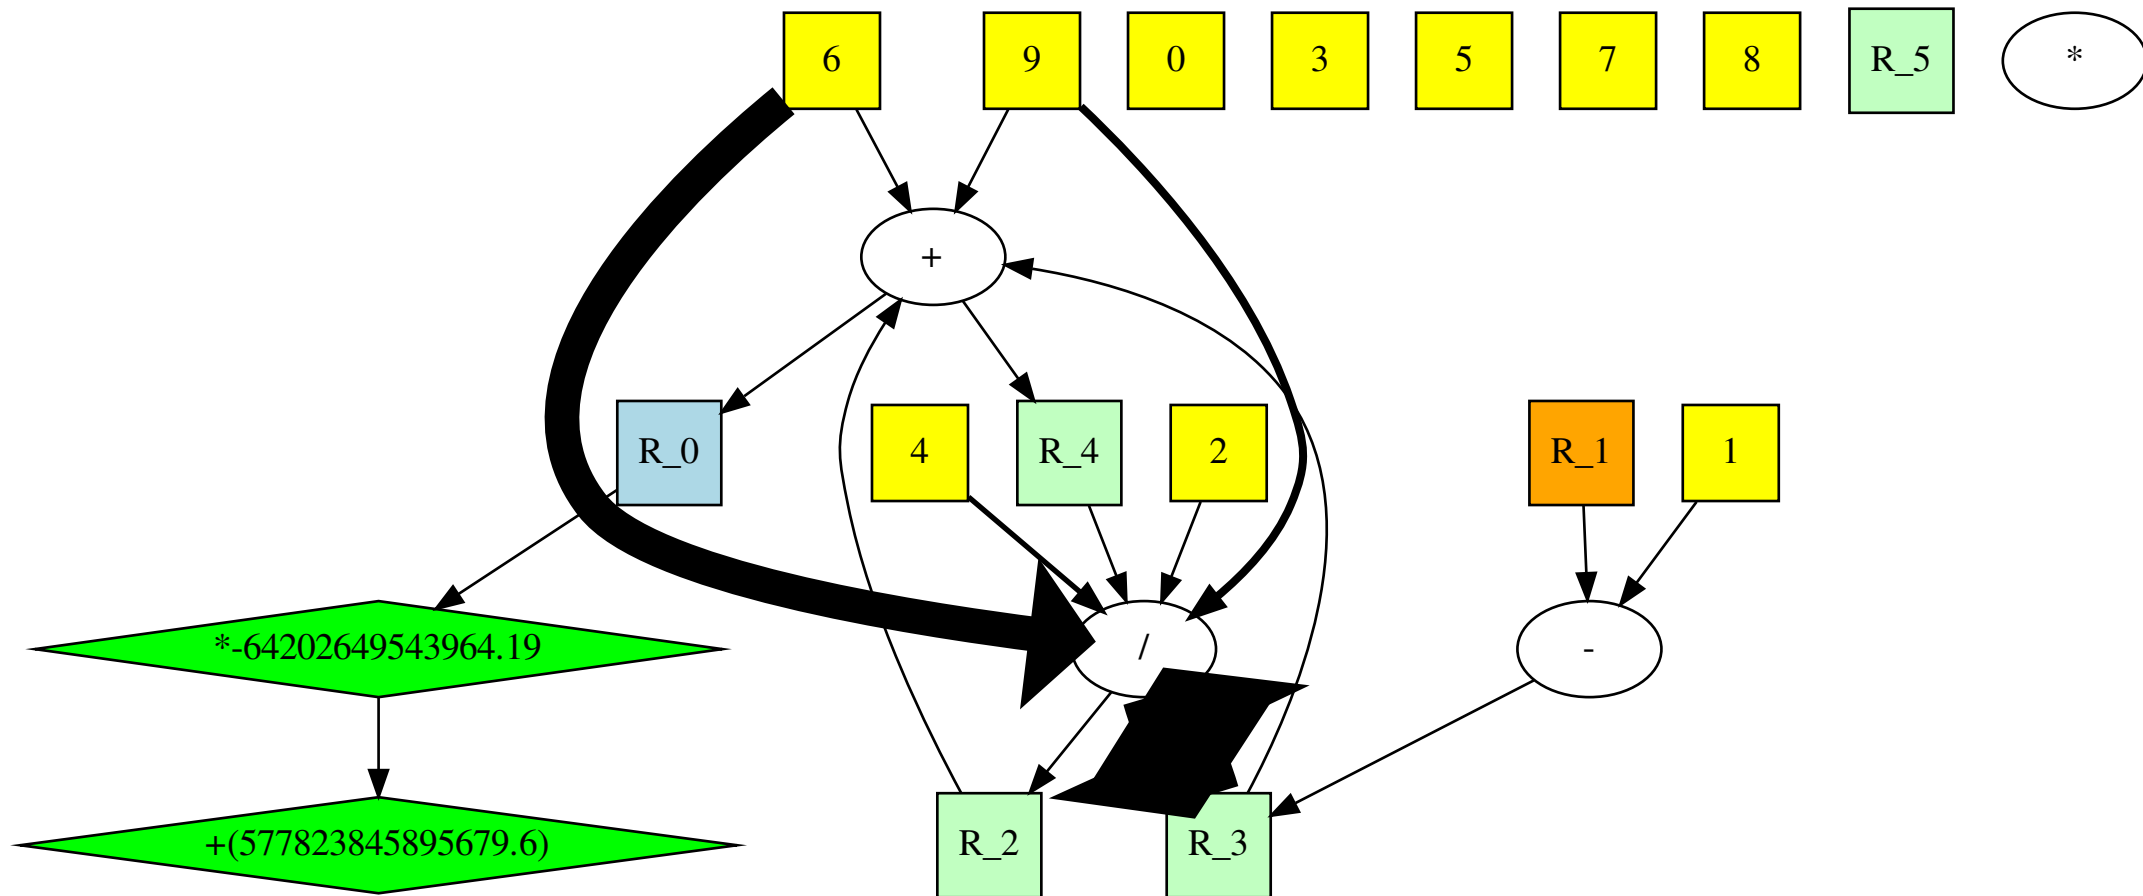 6 9 0 3 5 7 8 R_5 *
+
R_0 4 R_4 2 R_1 1
*-64202649543964.19 / -
+(577823845895679.6) R_2 R_3